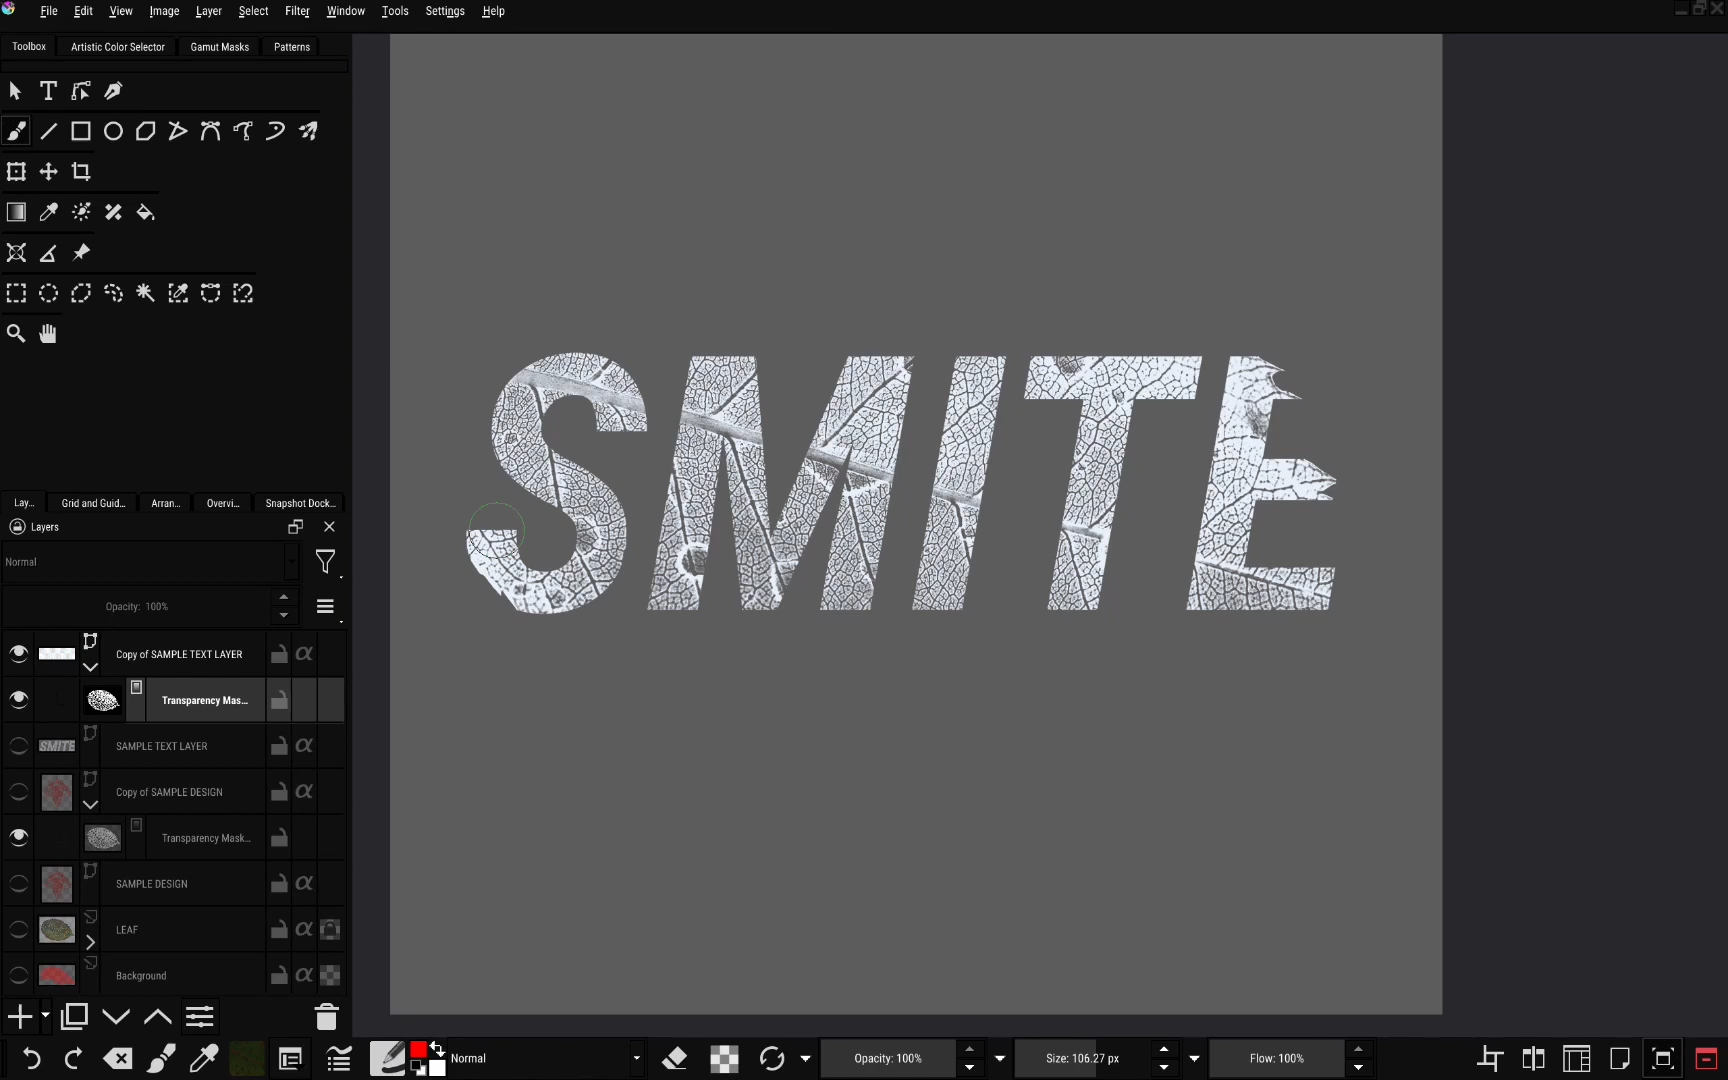 File Edit View Image Layer Select Filter Window Tools Settings Help
Toolbox Artistic Color Selector Gamut Masks Patterns
SMITE
Lay... Grid and Guid... Arran... Overvi... Snapshot Dock...
Layers
Normal
Opacity: 100%
Copy of SAMPLE TEXT LAYER
Transparency Mas...
SMITE SAMPLE TEXT LAYER
Copy of SAMPLE DESIGN
Transparency Mask...
SAMPLE DESIGN
LEAF
Background
Normal Opacity: 100% Size: 106.27 px Flow: 100%